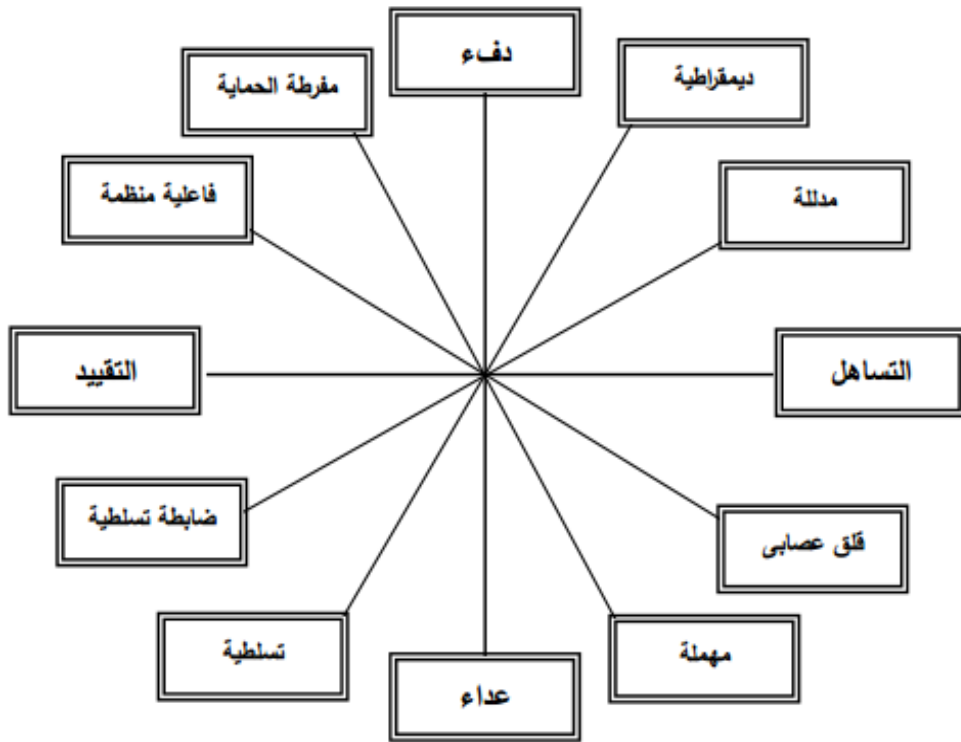 دفء
ديمقراطية
مفرطة الحماية
مدللة
فاعلية منظمة
التساهل
التقييد
قلق عصابى
ضابطة تسلطية
مهملة
تسلطية
عداء